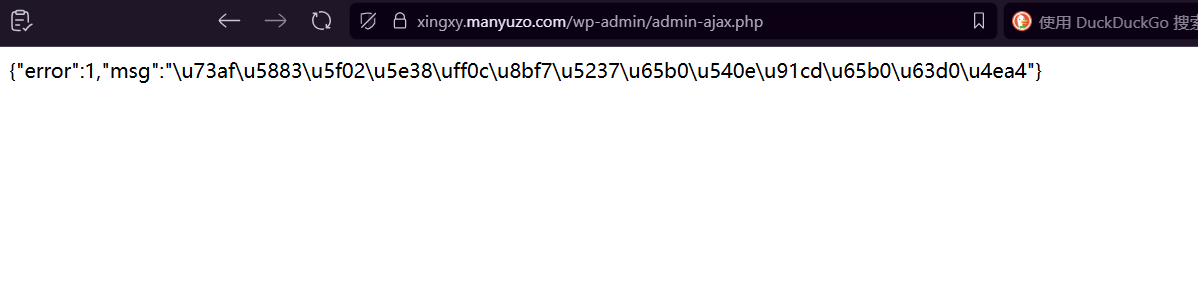 xingxy.manyuzo.com/wp-admin/admin-ajax.php
使用 DuckDuckGo 搜索
{"error":1,"msg":"\u73af\u5883\u5f02\u5e38\uff0c\u8bf7\u5237\u65b0\u540e\u91cd\u65b0\u63d0\u4ea4"}